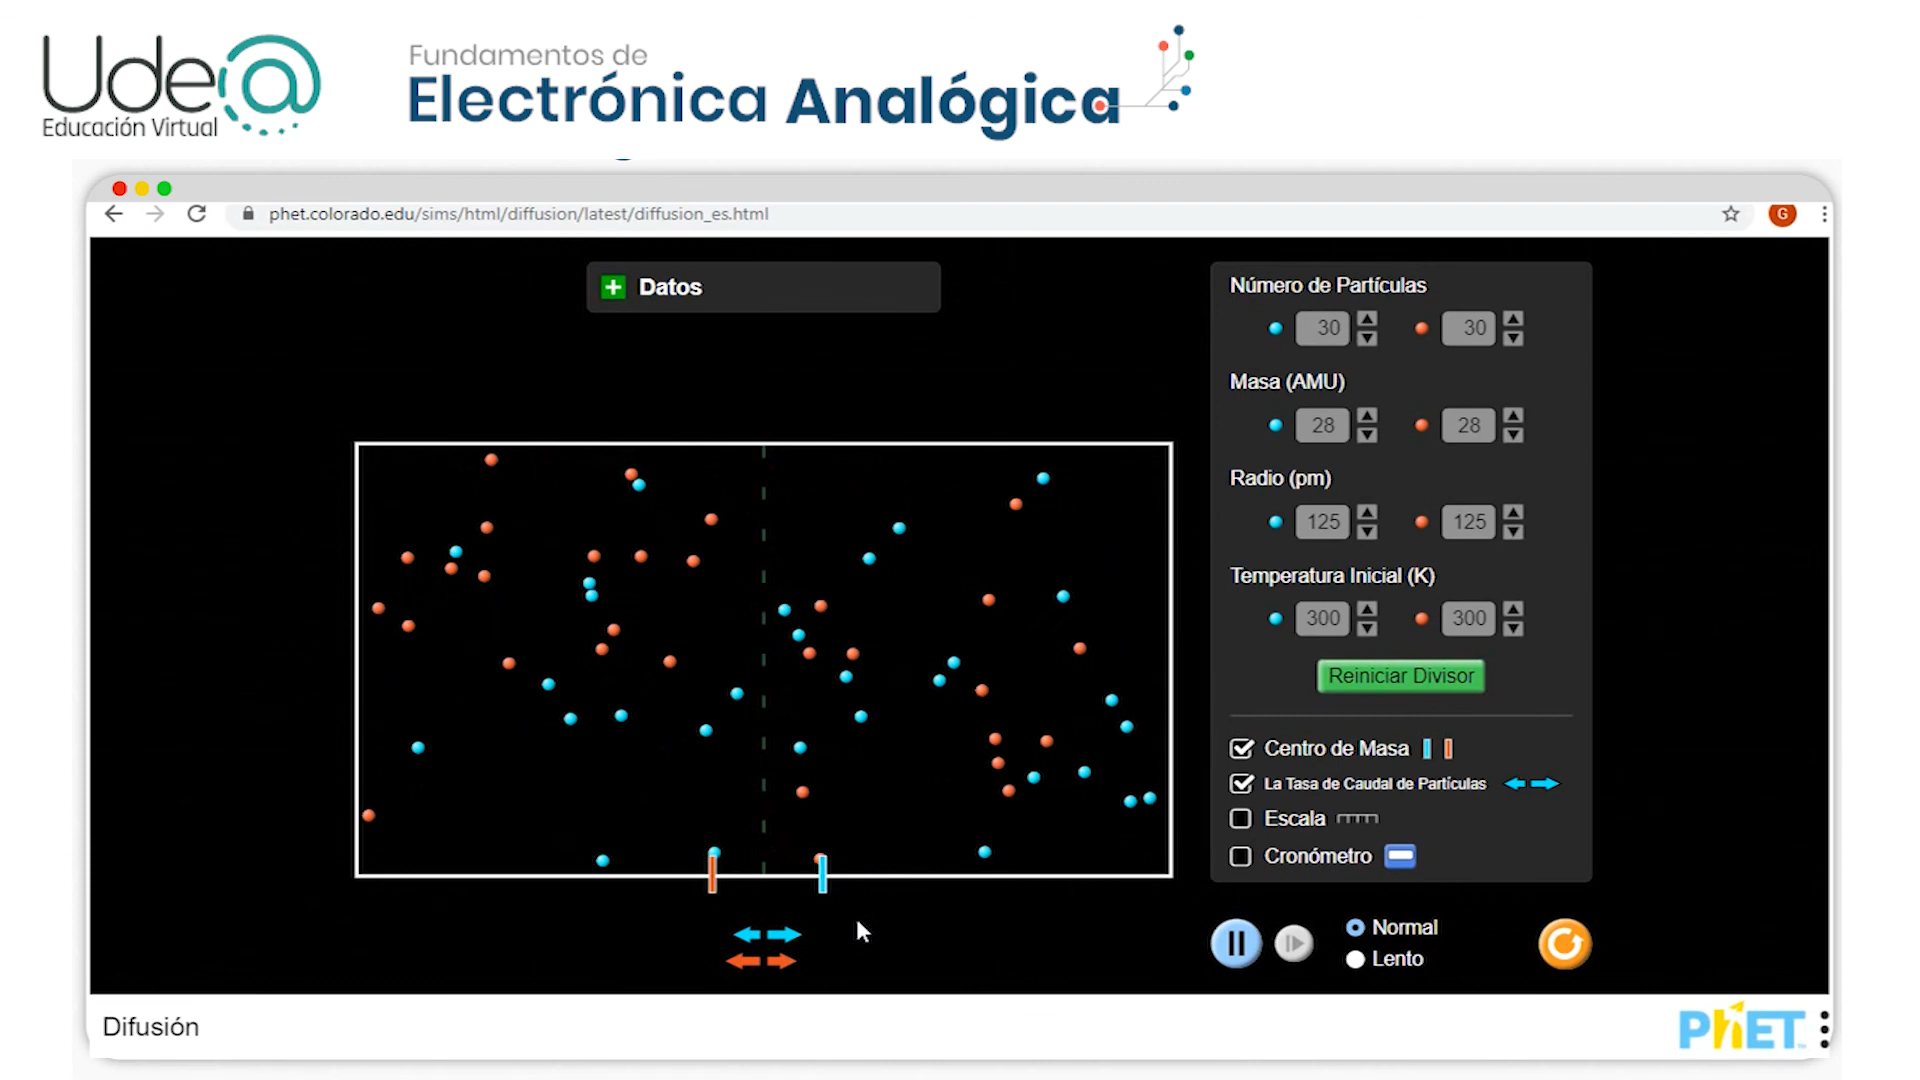 Ude@
Educación Virtual
Fundamentos de
Electrónica Analógica
phet.colorado.edu/sims/html/diffusion/latest/diffusion_es.html
G
Datos
Número de Partículas
30 30
Masa (AMU)
28 28
Radio (pm)
125 125
Temperatura Inicial (K)
300 300
Reiniciar Divisor
Centro de Masa
La Tasa de Caudal de Partículas
Escala
Cronómetro
Normal
Lento
Difusión
PhET